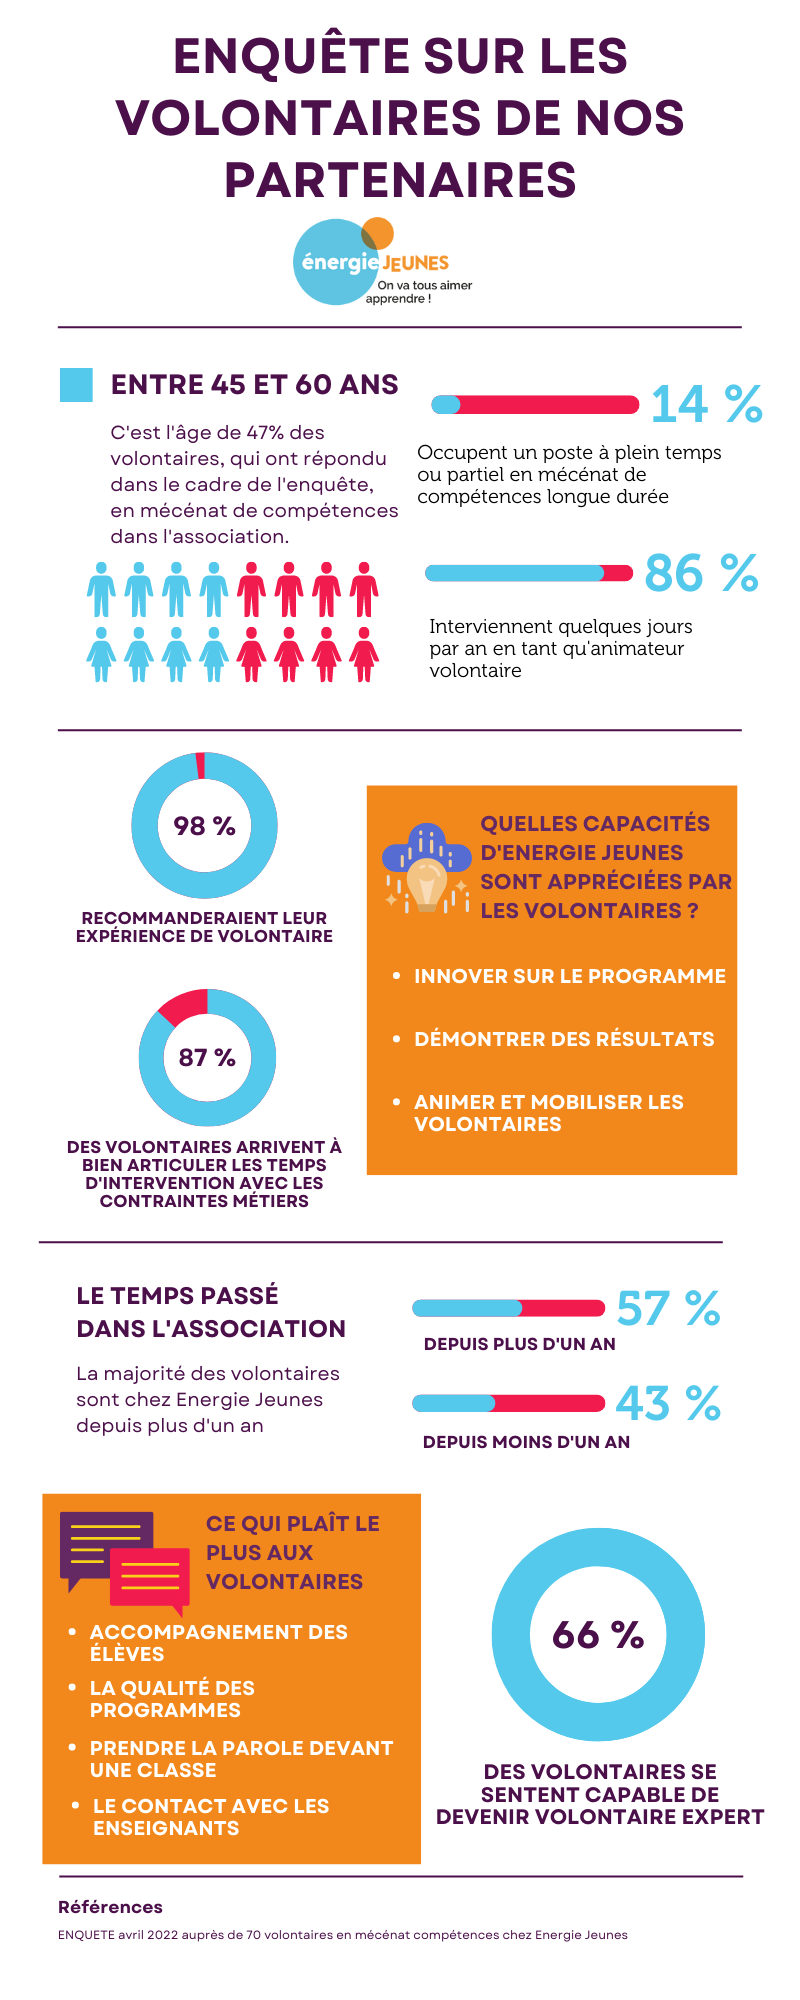 ENQUÊTE SUR LES
VOLONTAIRES DE NOS
PARTENAIRES
énergie JEUNES
On va tous aimer
apprendre !
ENTRE 45 ET 60 ANS
C'est l'âge de 47% des
volontaires, qui ont répondu
dans le cadre de l'enquête,
en mécénat de compétences
dans l'association.
14 %
Occupent un poste à plein temps
ou partiel en mécénat de
compétences longue durée
86 %
Interviennent quelques jours
par an en tant qu'animateur
volontaire
98 %
RECOMMANDERAIENT LEUR
EXPÉRIENCE DE VOLONTAIRE
87 %
DES VOLONTAIRES ARRIVENT À
BIEN ARTICULER LES TEMPS
D'INTERVENTION AVEC LES
CONTRAINTES MÉTIERS
QUELLES CAPACITÉS
D'ENERGIE JEUNES
SONT APPRÉCIÉES PAR
LES VOLONTAIRES ?
• INNOVER SUR LE PROGRAMME
• DÉMONTRER DES RÉSULTATS
• ANIMER ET MOBILISER LES
VOLONTAIRES
LE TEMPS PASSÉ
DANS L'ASSOCIATION
La majorité des volontaires
sont chez Energie Jeunes
depuis plus d'un an
57 %
DEPUIS PLUS D'UN AN
43 %
DEPUIS MOINS D'UN AN
CE QUI PLAÎT LE
PLUS AUX
VOLONTAIRES
• ACCOMPAGNEMENT DES
ÉLÈVES
• LA QUALITÉ DES
PROGRAMMES
• PRENDRE LA PAROLE DEVANT
UNE CLASSE
• LE CONTACT AVEC LES
ENSEIGNANTS
66 %
DES VOLONTAIRES SE
SENTENT CAPABLE DE
DEVENIR VOLONTAIRE EXPERT
Références
ENQUETE avril 2022 auprès de 70 volontaires en mécénat compétences chez Energie Jeunes